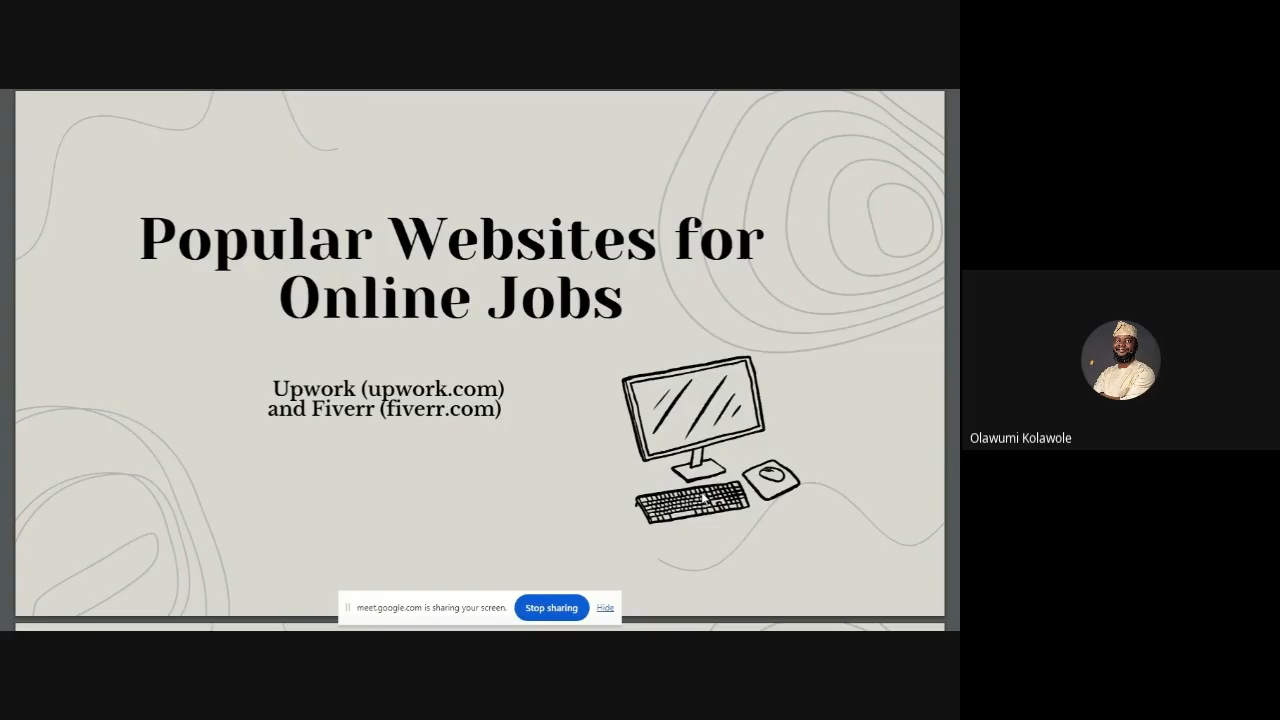 Popular Websites for
Online Jobs
Upwork (upwork.com)
and Fiverr (fiverr.com)
meet.google.com is sharing your screen.
Stop sharing
Hide
Olawumi Kolawole